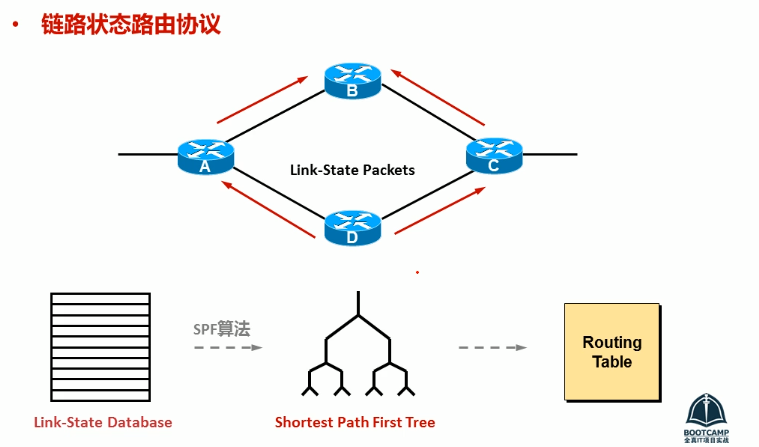 • 链路状态路由协议
B
A
Link-State Packets
C
D
SPF算法
Routing
Table
Link-State Database
Shortest Path First Tree
BOOTCAMP
全真IT项目实战